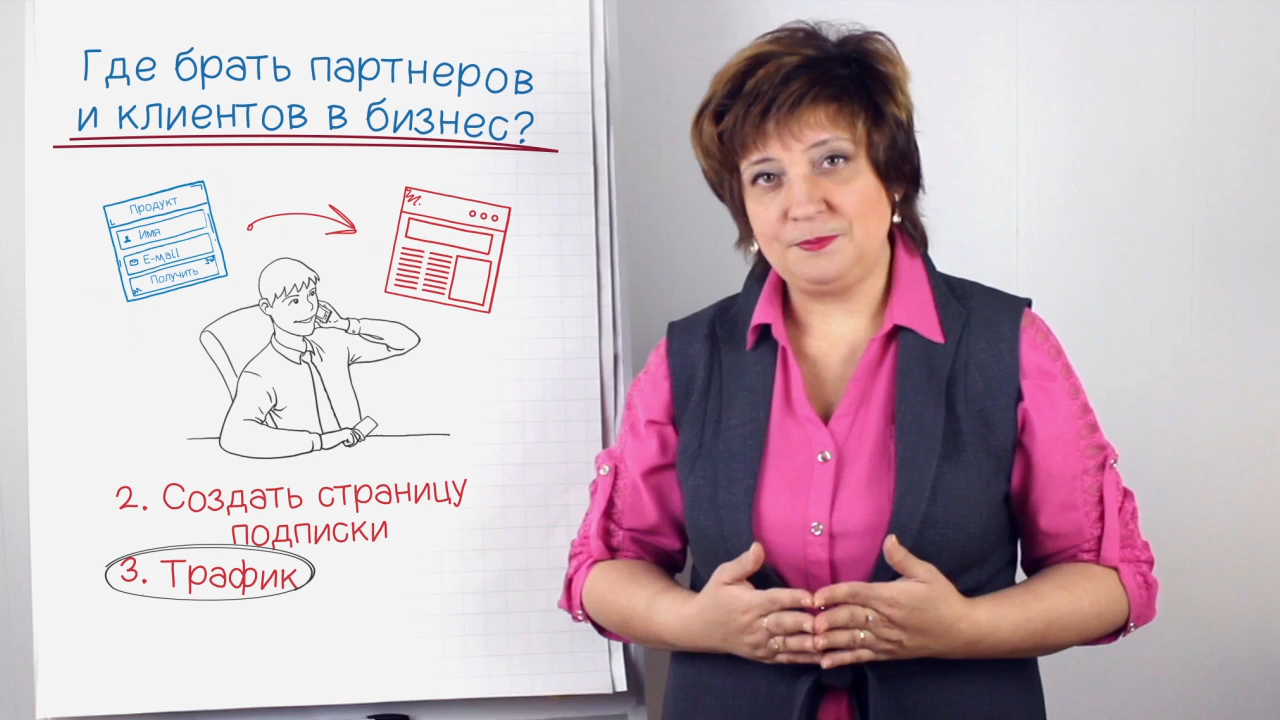 Где брать партнеров
и клиентов в бизнес?
Продукт
Имя
E-mail
Получить
2. Создать страницу
подписки
3. Трафик